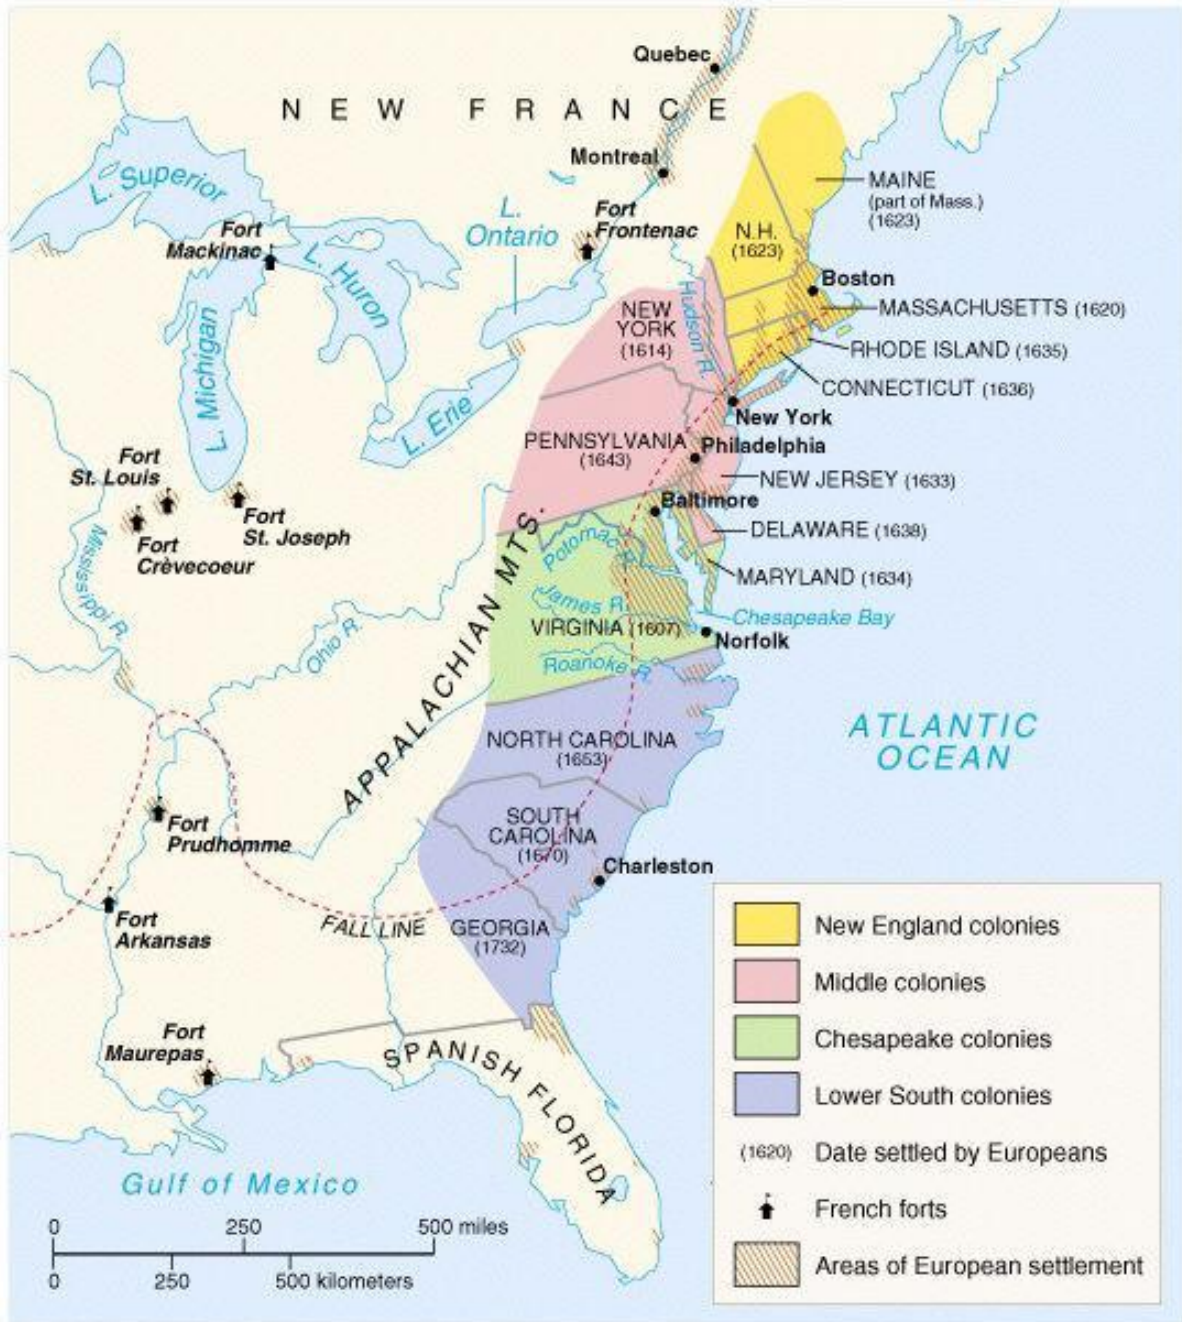 Quebec
NEW FRANCE
Montreal
MAINE
(part of Mass.)
(1623)
L. Superior
L.
Ontario
Fort
Frontenac
Fort
Mackinac
N.H.
(1623)
L. Huron
Boston
Hudson R.
MASSACHUSETTS (1620)
NEW
YORK
(1614)
L. Michigan
RHODE ISLAND (1635)
CONNECTICUT (1636)
L. Erie
New York
PENNSYLVANIA
(1643)
Philadelphia
Fort
St. Louis
NEW JERSEY (1633)
Baltimore
Fort
St. Joseph
DELAWARE (1638)
Fort
Crèvecoeur
Mississippi R.
Polomac R.
MARYLAND (1634)
James R.
Chesapeake Bay
VIRGINIA (1607)
Norfolk
Ohio R.
Roanoke R.
APPALACHIAN MTS.
ATLANTIC
OCEAN
NORTH CAROLINA
(1653)
SOUTH
CAROLINA
(1670)
Fort
Prudhomme
Charleston
Fort
Arkansas
FALL LINE
GEORGIA
(1732)
Fort
Maurepas
SPANISH FLORIDA
Gulf of Mexico
0 250 500 miles
0 250 500 kilometers
New England colonies
Middle colonies
Chesapeake colonies
Lower South colonies
(1620) Date settled by Europeans
French forts
Areas of European settlement